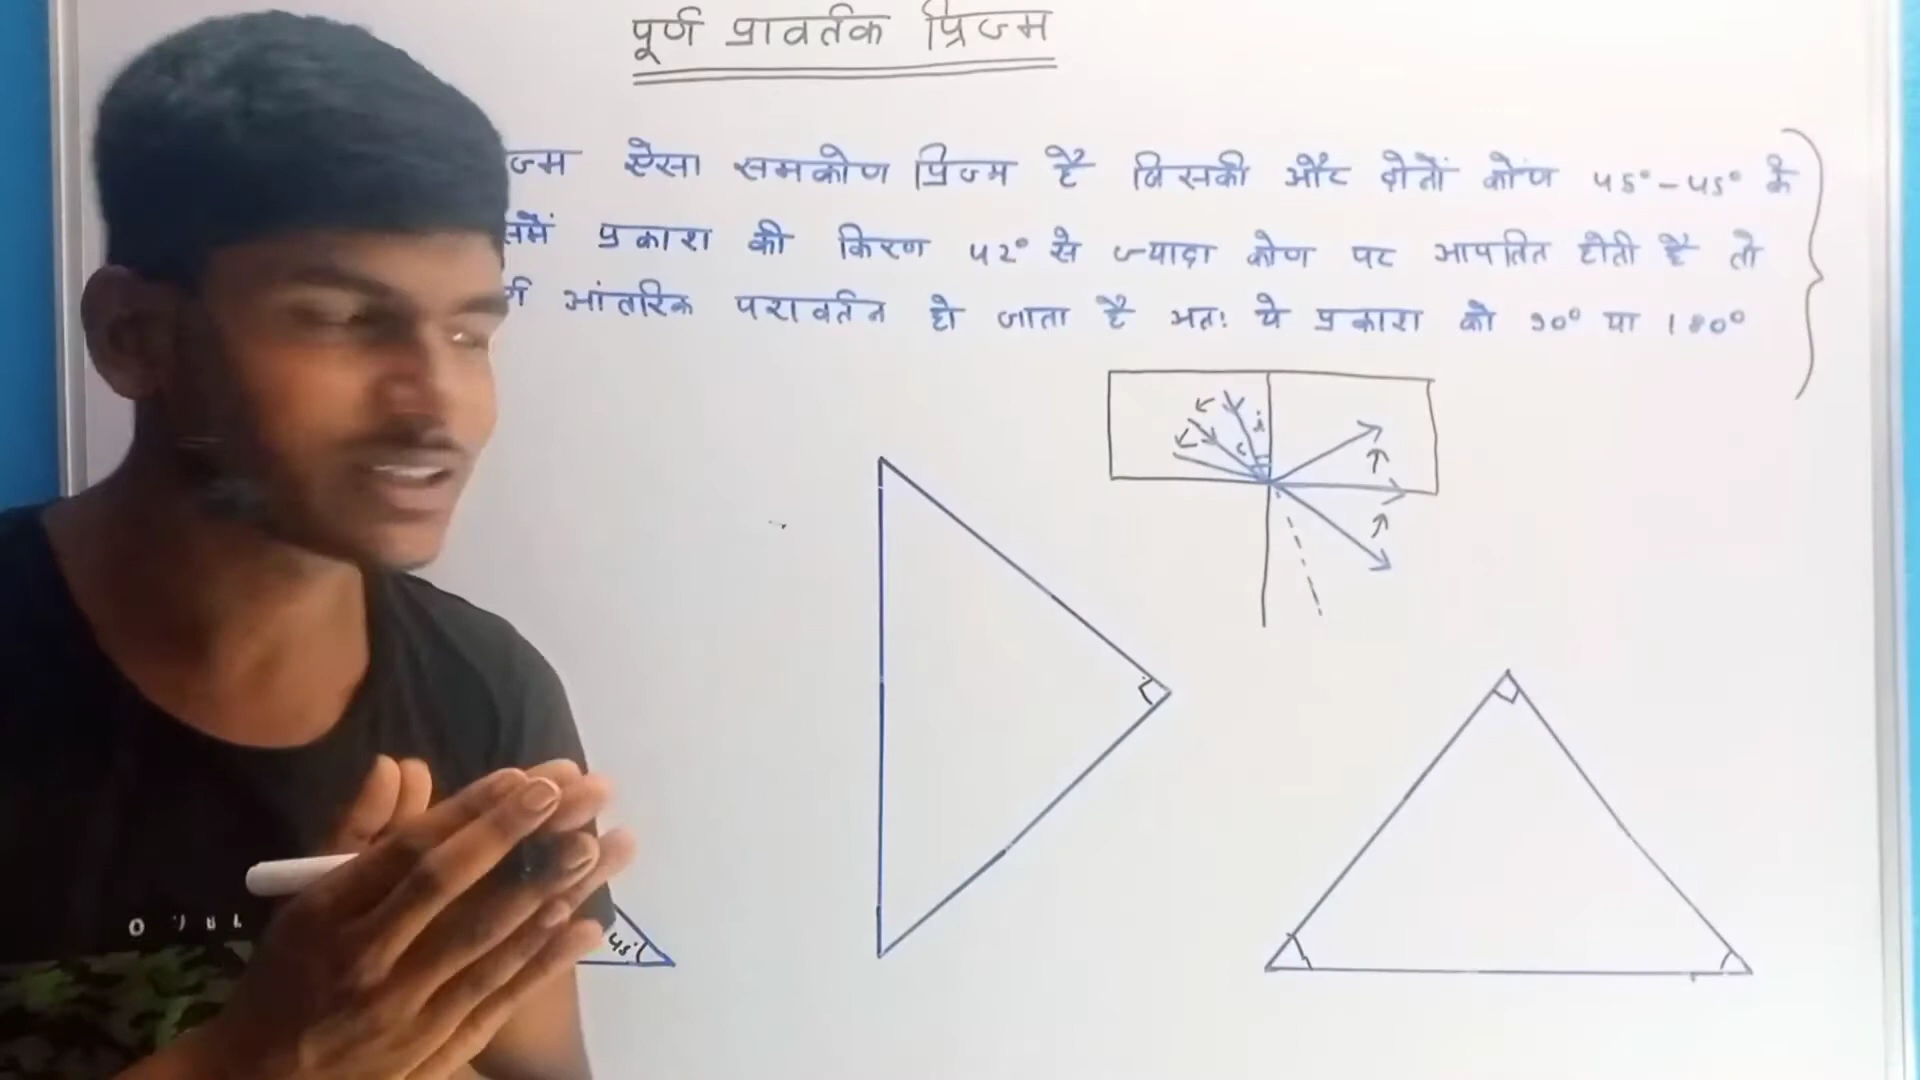 पूर्ण प्रावर्तक प्रिज्म
ज्म ऐसा समकोण प्रिज्म है जिसकी और दोनों कोण 45°-45° के
समें प्रकाश की किरण 42° से ज्यादा कोण पर आपतित होती है तो
आंतरिक परावर्तन हो जाता है अतः ये प्रकाश को 90° या 180°
i
c
45°